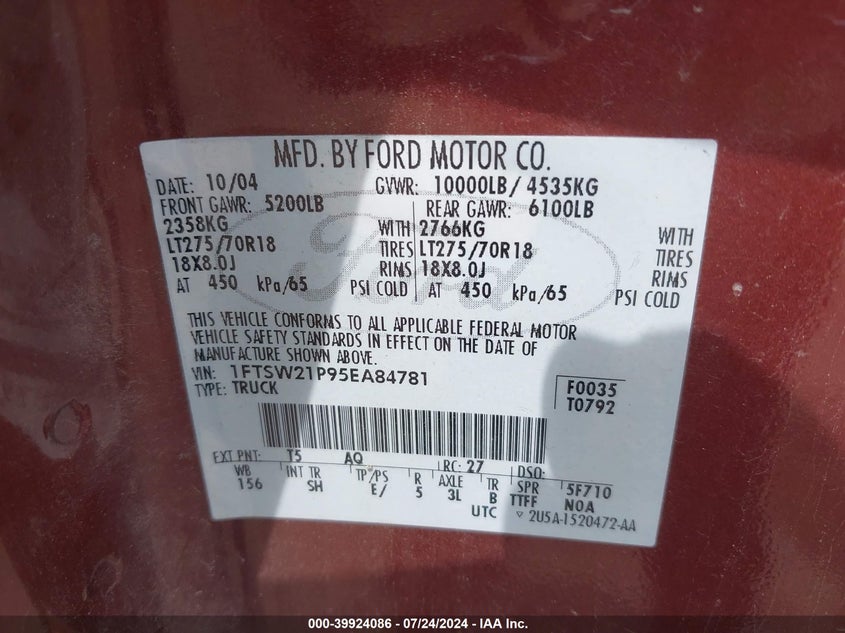 MFD. BY FORD MOTOR CO.
DATE: 10/04 GVWR: 10000LB/ 4535KG
FRONT GAWR: 5200LB REAR GAWR: 6100LB
2358KG WITH 2766KG WITH
LT275/70R18 TIRES LT275/70R18 TIRES
18X8.0J RIMS 18X8.0J RIMS
AT 450 kPa/65 PSI COLD AT 450 kPa/65 PSI COLD
Ford
THIS VEHICLE CONFORMS TO ALL APPLICABLE FEDERAL MOTOR
VEHICLE SAFETY STANDARDS IN EFFECT ON THE DATE OF
MANUFACTURE SHOWN ABOVE.
VIN: 1FTSW21P95EA84781
TYPE: TRUCK
F0035
T0792
EXT PNT: T5 AQ RC: 27 DSO:
WB INT TR TP/PS R AXLE TR SPR 5F710
156 SH E/ 5 3L B TTFF N0A
UTC ▽ 2U5A-1520472-AA
000-39924086 - 07/24/2024 - IAA Inc.